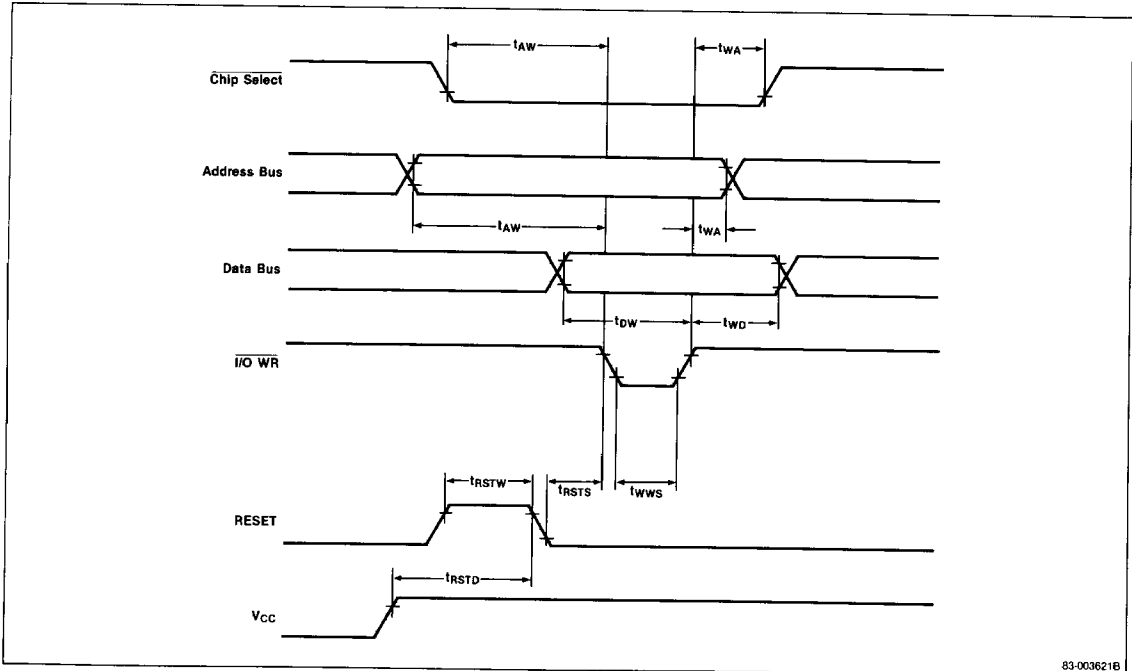 tAW
tWA
Chip Select
Address Bus
tAW
tWA
Data Bus
tDW
tWD
I/O WR
tRSTW
tRSTS
tWWS
RESET
tRSTD
VCC
83-003621B